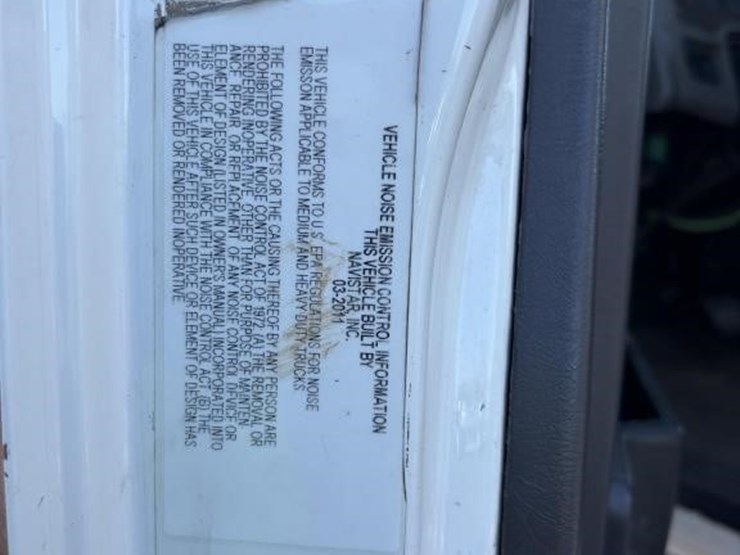 VEHICLE NOISE EMISSION CONTROL INFORMATION
THIS VEHICLE BUILT BY
NAVISTAR, INC.
03-2011
THIS VEHICLE CONFORMS TO U.S. EPA REGULATIONS FOR NOISE
EMISSON APPLICABLE TO MEDIUM AND HEAVY DUTY TRUCKS
THE FOLLOWING ACTS OR THE CAUSING THEREOF BY ANY PERSON ARE
PROHIBITED BY THE NOISE CONTROL ACT OF 1972. (A) THE REMOVAL OR
RENDERING INOPERATIVE, OTHER THAN FOR PURPOSE OF MAINTEN
ANCE REPAIR, OR REPLACEMENT OF ANY NOISE CONTROL DEVICE OR
ELEMENT OF DESIGN (LISTED IN OWNER'S MANUAL) INCORPORATED INTO
THIS VEHICLE IN COMPLIANCE WITH THE NOISE CONTROL ACT, (B) THE
USE OF THIS VEHICLE AFTER SUCH DEVICE OR ELEMENT OF DESIGN HAS
BEEN REMOVED OR RENDERED INOPERATIVE